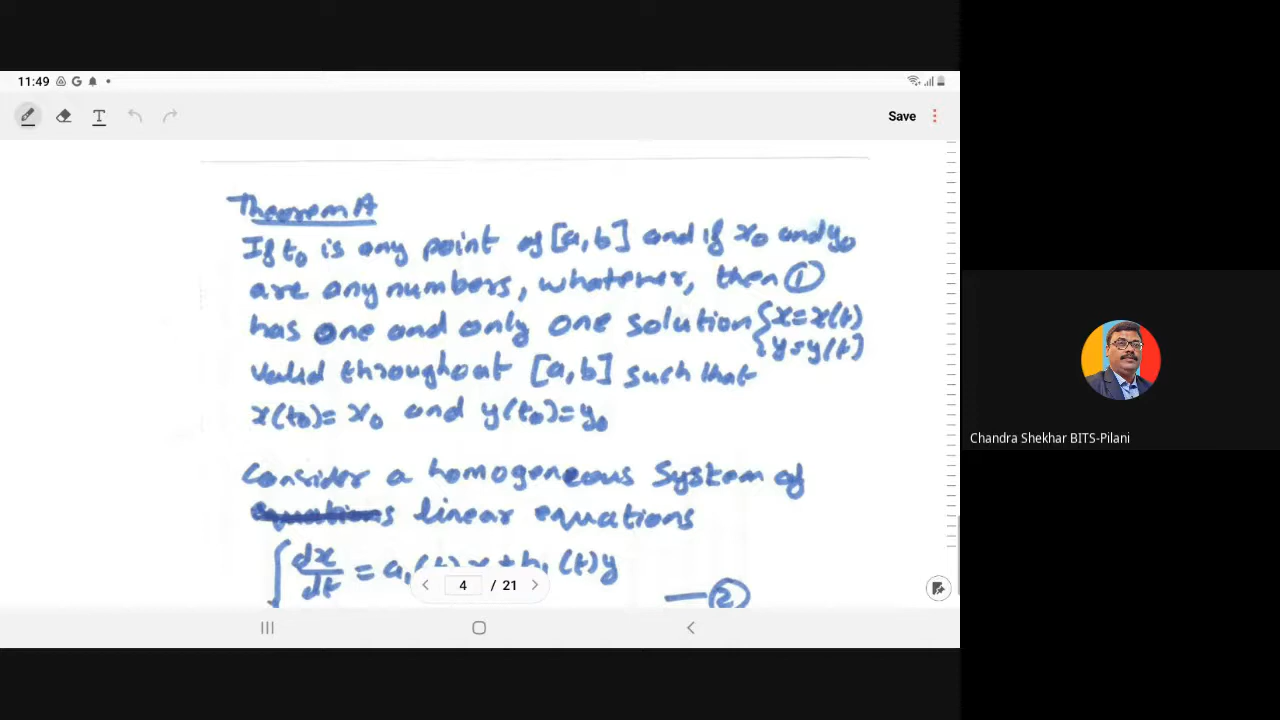 11:49
Save
Theorem A
If t₀ is any point of [a,b] and if x₀ and y₀
are any numbers, whatever, then ①
has one and only one solution { x=x(t)
{ y=y(t)
valid throughout [a,b] such that
x(t₀)= x₀ and y(t₀)=y₀
Consider a homogeneous system of
equations linear equations
dx/dt = a₁(t) x + b₁(t)y
4 / 21
—②
Chandra Shekhar BITS-Pilani